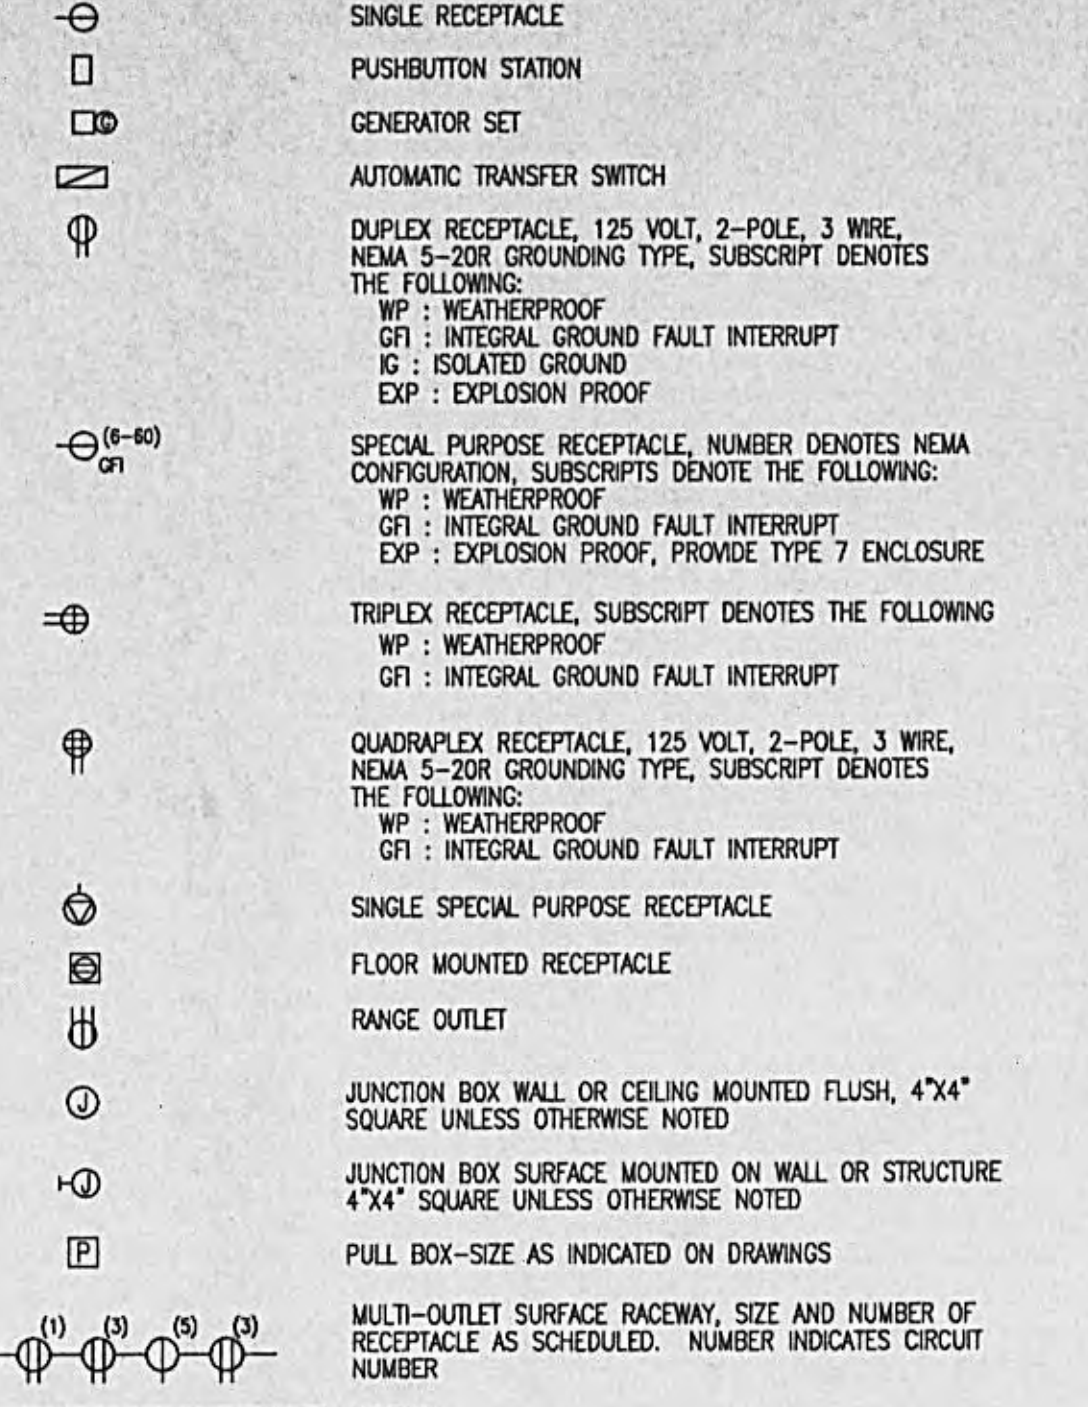 SINGLE RECEPTACLE
PUSHBUTTON STATION
G
GENERATOR SET
AUTOMATIC TRANSFER SWITCH
DUPLEX RECEPTACLE, 125 VOLT, 2-POLE, 3 WIRE,
NEMA 5-20R GROUNDING TYPE, SUBSCRIPT DENOTES
THE FOLLOWING:
WP : WEATHERPROOF
GFI : INTEGRAL GROUND FAULT INTERRUPT
IG : ISOLATED GROUND
EXP : EXPLOSION PROOF
(6-60)
GFI
SPECIAL PURPOSE RECEPTACLE, NUMBER DENOTES NEMA
CONFIGURATION, SUBSCRIPTS DENOTE THE FOLLOWING:
WP : WEATHERPROOF
GFI : INTEGRAL GROUND FAULT INTERRUPT
EXP : EXPLOSION PROOF, PROVIDE TYPE 7 ENCLOSURE
TRIPLEX RECEPTACLE, SUBSCRIPT DENOTES THE FOLLOWING
WP : WEATHERPROOF
GFI : INTEGRAL GROUND FAULT INTERRUPT
QUADRAPLEX RECEPTACLE, 125 VOLT, 2-POLE, 3 WIRE,
NEMA 5-20R GROUNDING TYPE, SUBSCRIPT DENOTES
THE FOLLOWING:
WP : WEATHERPROOF
GFI : INTEGRAL GROUND FAULT INTERRUPT
SINGLE SPECIAL PURPOSE RECEPTACLE
FLOOR MOUNTED RECEPTACLE
RANGE OUTLET
J
JUNCTION BOX WALL OR CEILING MOUNTED FLUSH, 4"X4"
SQUARE UNLESS OTHERWISE NOTED
J
JUNCTION BOX SURFACE MOUNTED ON WALL OR STRUCTURE
4"X4" SQUARE UNLESS OTHERWISE NOTED
P
PULL BOX-SIZE AS INDICATED ON DRAWINGS
(1) (3) (5) (3)
MULTI-OUTLET SURFACE RACEWAY, SIZE AND NUMBER OF
RECEPTACLE AS SCHEDULED. NUMBER INDICATES CIRCUIT
NUMBER